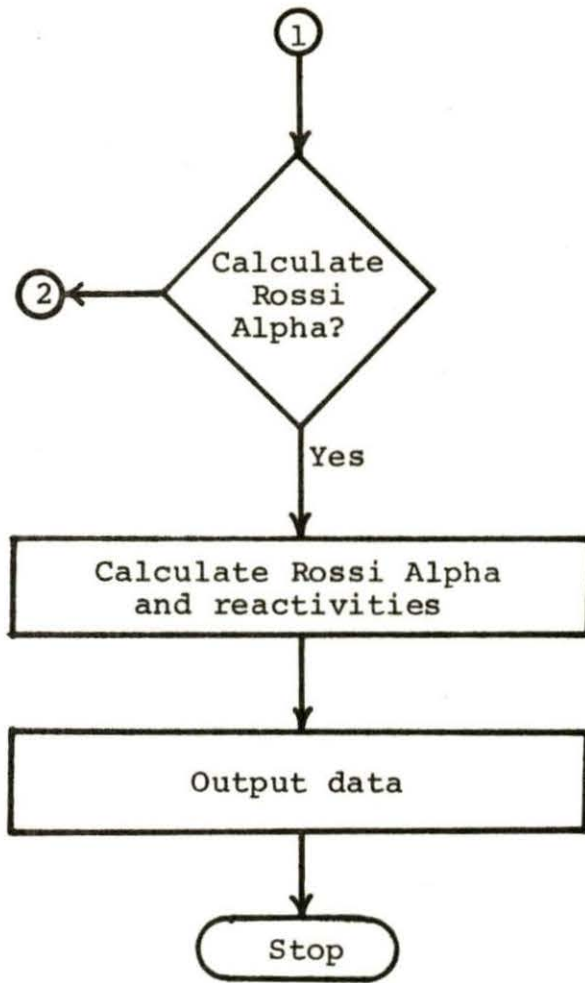 1
Calculate
Rossi
Alpha?
2
Yes
Calculate Rossi Alpha
and reactivities
Output data
Stop